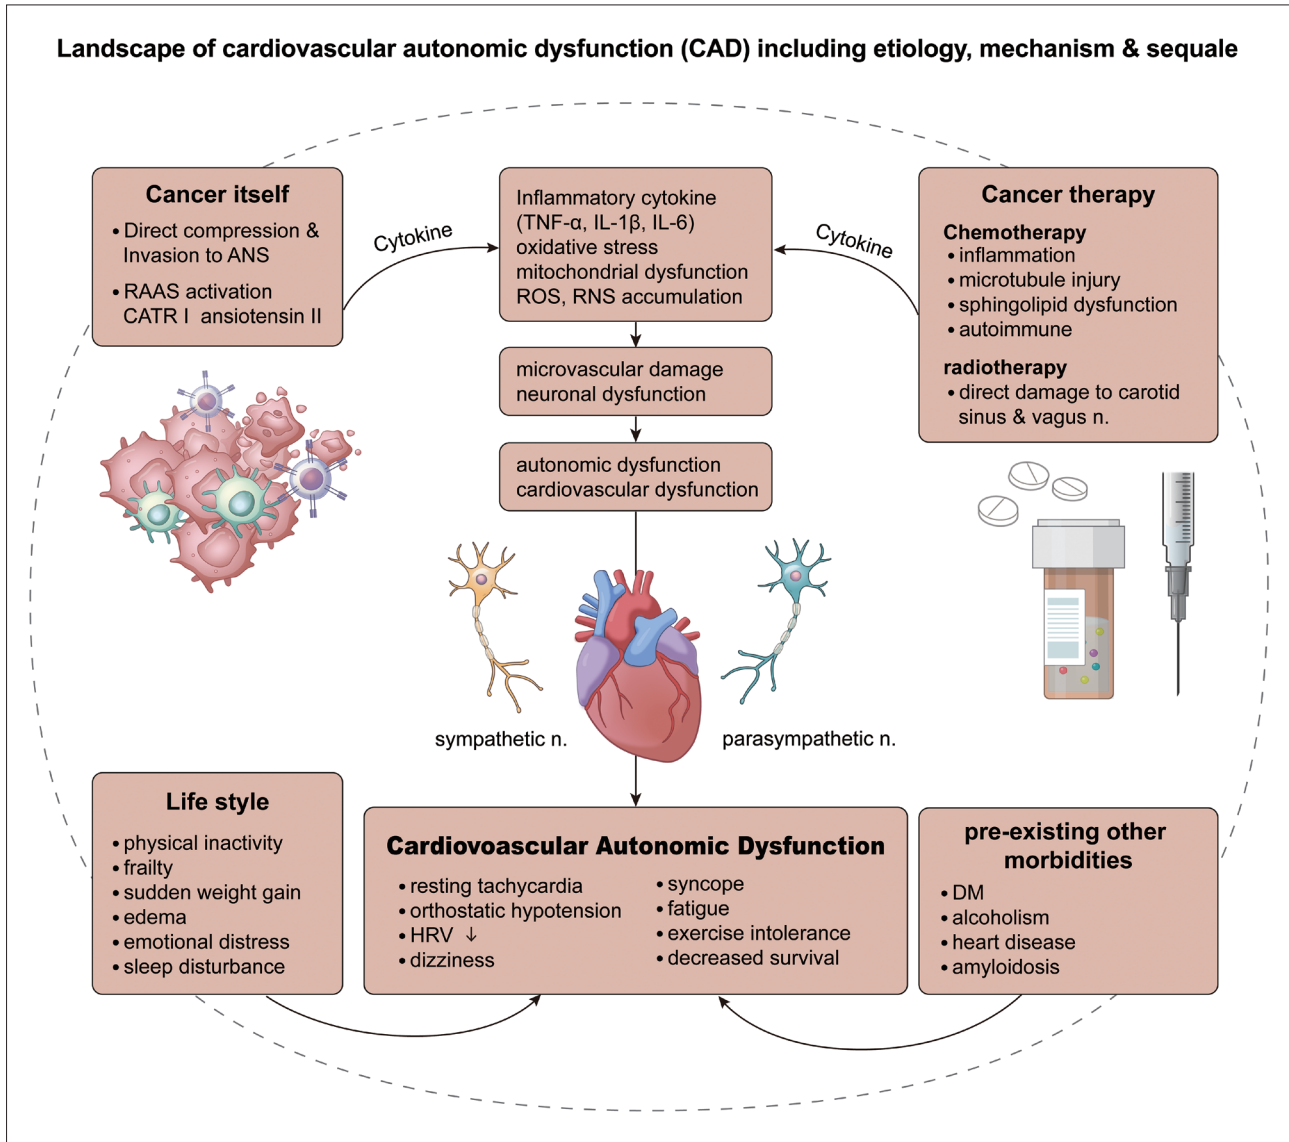 Landscape of cardiovascular autonomic dysfunction (CAD) including etiology, mechanism & sequale
Cancer itself
• Direct compression &
Invasion to ANS
• RAAS activation
CATR I ansiotensin II
Cytokine
Inflammatory cytokine
(TNF-α, IL-1β, IL-6)
oxidative stress
mitochondrial dysfunction
ROS, RNS accumulation
Cytokine
Cancer therapy
Chemotherapy
• inflammation
• microtubule injury
• sphingolipid dysfunction
• autoimmune
radiotherapy
• direct damage to carotid
sinus & vagus n.
microvascular damage
neuronal dysfunction
autonomic dysfunction
cardiovascular dysfunction
sympathetic n.
parasympathetic n.
Life style
• physical inactivity
• frailty
• sudden weight gain
• edema
• emotional distress
• sleep disturbance
Cardiovoascular Autonomic Dysfunction
• resting tachycardia
• orthostatic hypotension
• HRV ↓
• dizziness
• syncope
• fatigue
• exercise intolerance
• decreased survival
pre-existing other
morbidities
• DM
• alcoholism
• heart disease
• amyloidosis